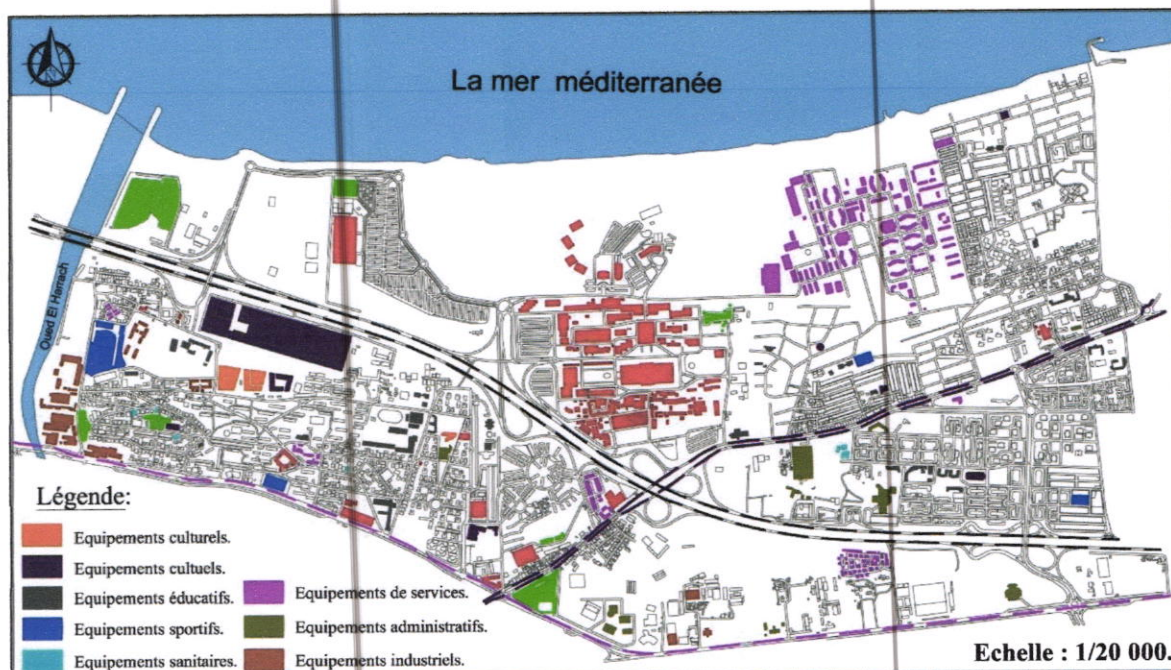 La mer méditerranée
Oued El Harrach
Légende:
Equipements culturels.
Equipements cultuels.
Equipements éducatifs.
Equipements sportifs.
Equipements sanitaires.
Equipements de services.
Equipements administratifs.
Equipements industriels.
Echelle : 1/20 000.